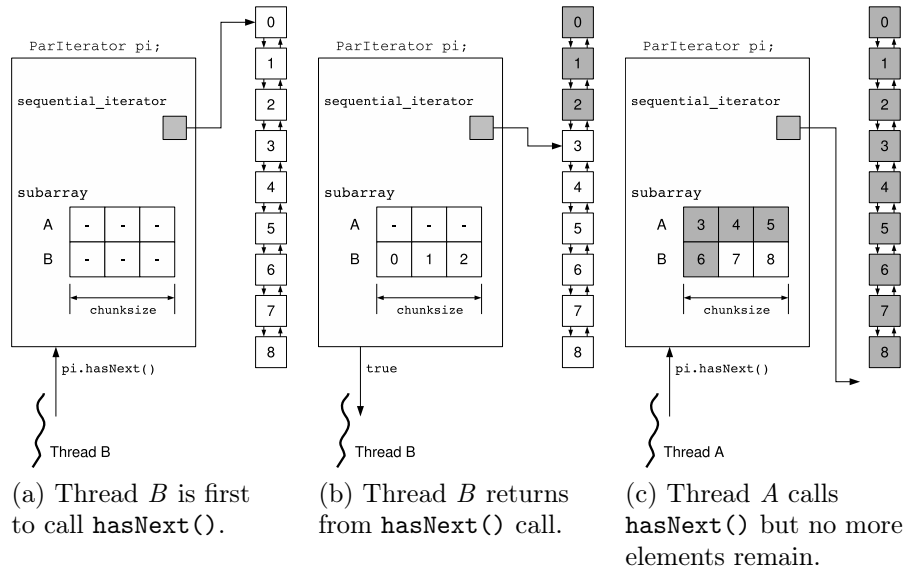 ParIterator pi;
sequential_iterator
subarray
A - - -
B - - -
chunksize
pi.hasNext()
Thread B
0
1
2
3
4
5
6
7
8
(a) Thread B is first
to call hasNext().
ParIterator pi;
sequential_iterator
subarray
A - - -
B 0 1 2
chunksize
true
Thread B
0
1
2
3
4
5
6
7
8
(b) Thread B returns
from hasNext() call.
ParIterator pi;
sequential_iterator
subarray
A 3 4 5
B 6 7 8
chunksize
pi.hasNext()
Thread A
0
1
2
3
4
5
6
7
8
(c) Thread A calls
hasNext() but no more
elements remain.